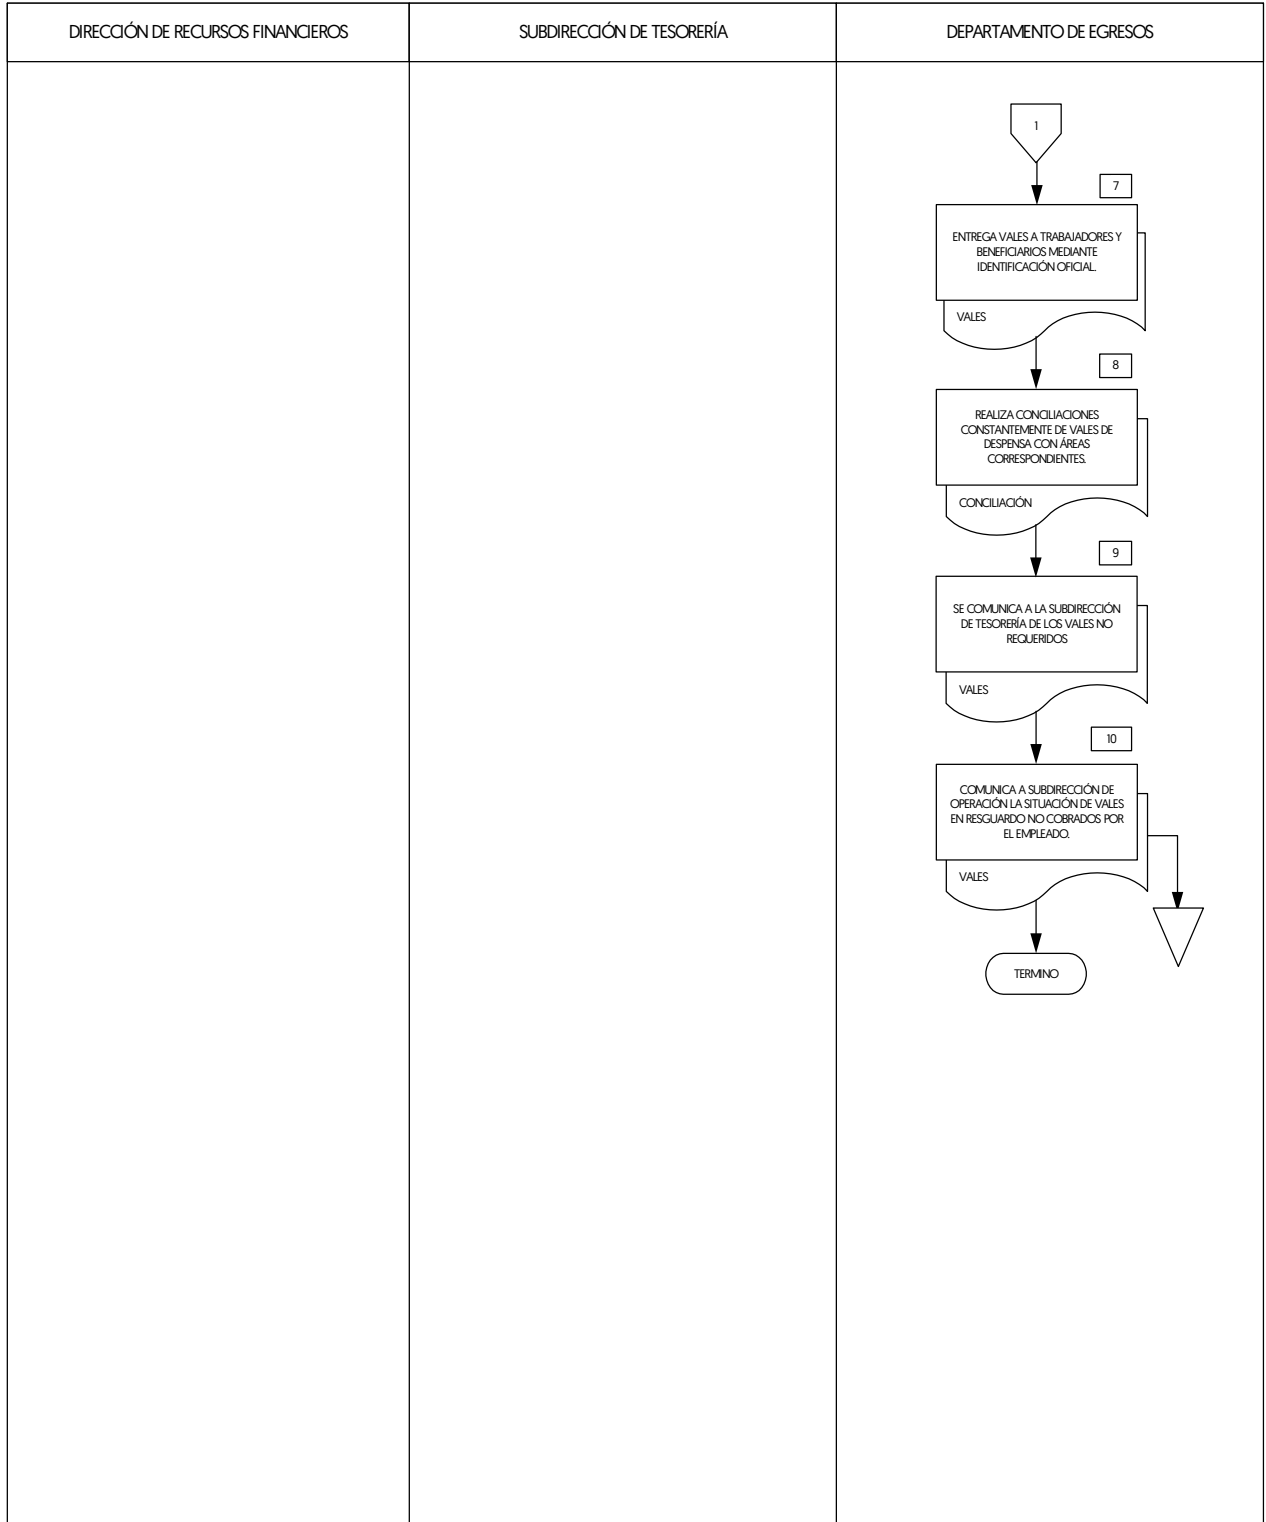 DIRECCIÓN DE RECURSOS FINANCIEROS
SUBDIRECCIÓN DE TESORERÍA
DEPARTAMENTO DE EGRESOS
1
7
ENTREGA VALES A TRABAJADORES Y
BENEFICIARIOS MEDIANTE
IDENTIFICACIÓN OFICIAL.
VALES
8
REALIZA CONCILIACIONES
CONSTANTEMENTE DE VALES DE
DESPENSA CON ÁREAS
CORRESPONDIENTES.
CONCILIACIÓN
9
SE COMUNICA A LA SUBDIRECCIÓN
DE TESORERÍA DE LOS VALES NO
REQUERIDOS
VALES
10
COMUNICA A SUBDIRECCIÓN DE
OPERACIÓN LA SITUACIÓN DE VALES
EN RESGUARDO NO COBRADOS POR
EL EMPLEADO.
VALES
TERMINO